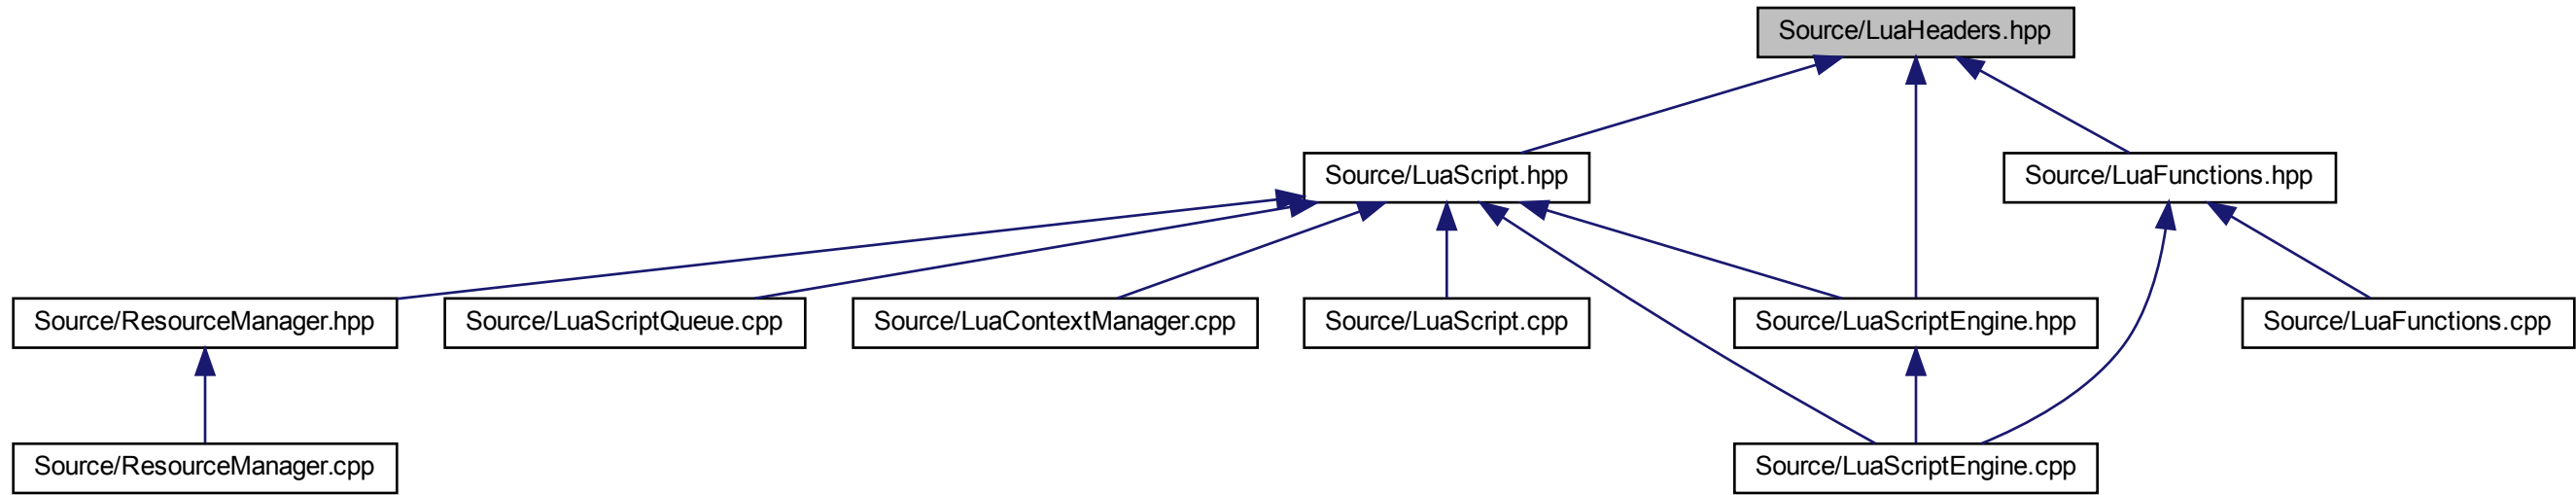 Source/LuaHeaders.hpp
Source/LuaScript.hpp
Source/LuaFunctions.hpp
Source/ResourceManager.hpp
Source/LuaScriptQueue.cpp
Source/LuaContextManager.cpp
Source/LuaScript.cpp
Source/LuaScriptEngine.hpp
Source/LuaFunctions.cpp
Source/ResourceManager.cpp
Source/LuaScriptEngine.cpp